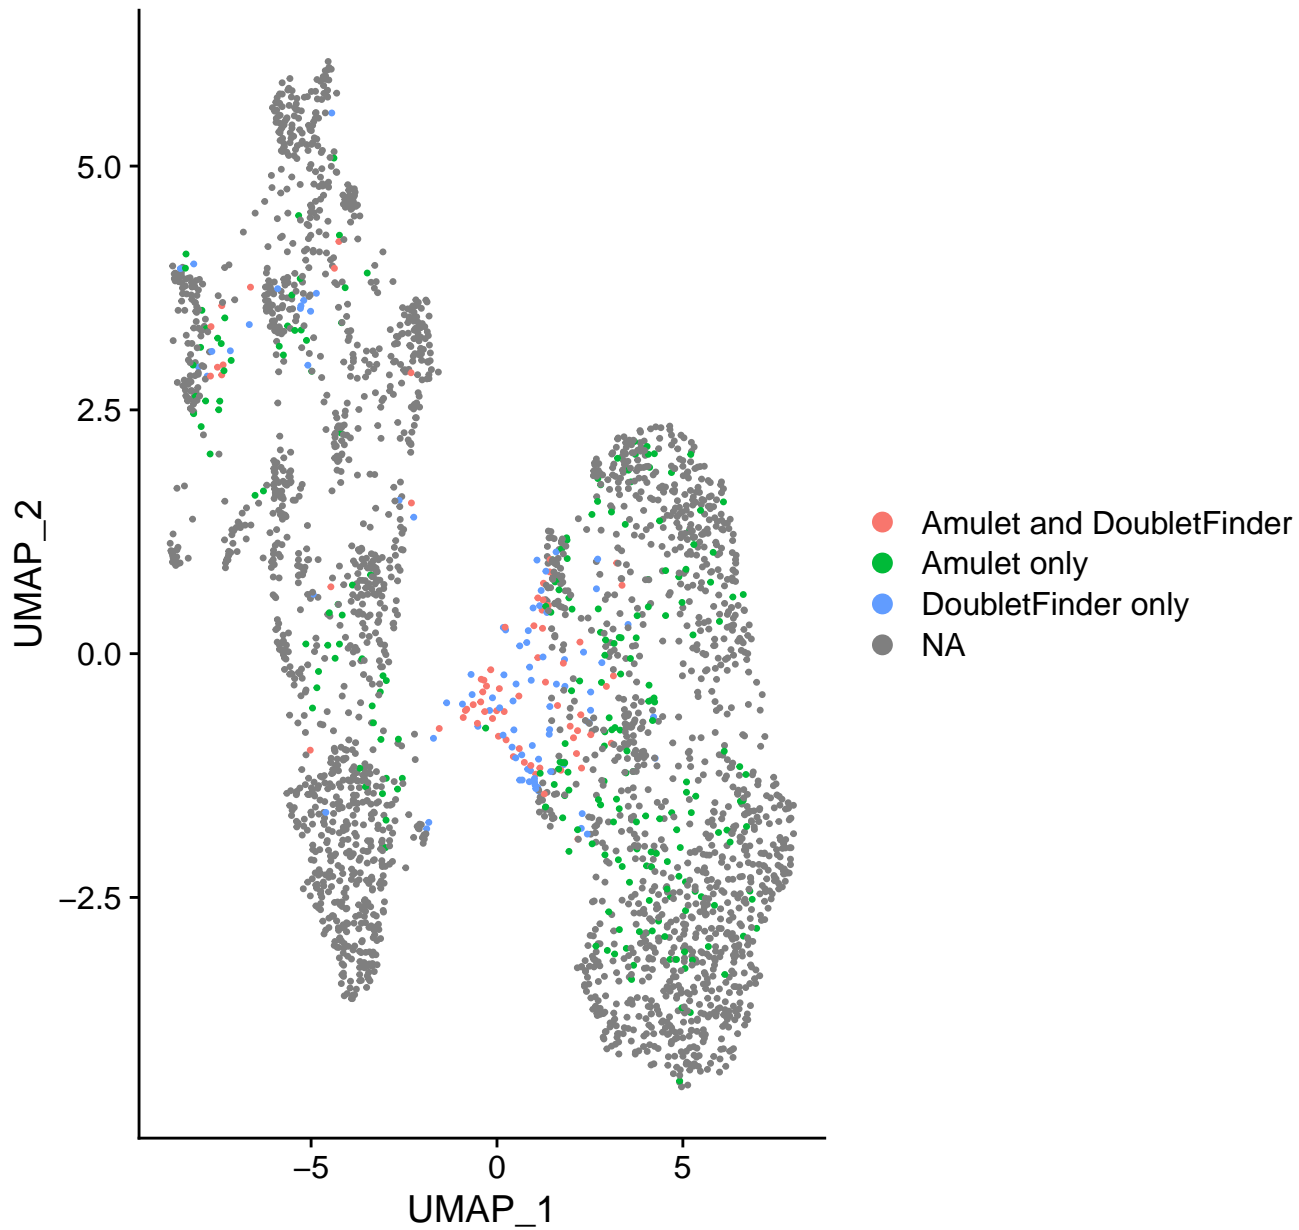 5.0
2.5
0.0
−2.5
UMAP_2
−5 0 5
UMAP_1
Amulet and DoubletFinder
Amulet only
DoubletFinder only
NA